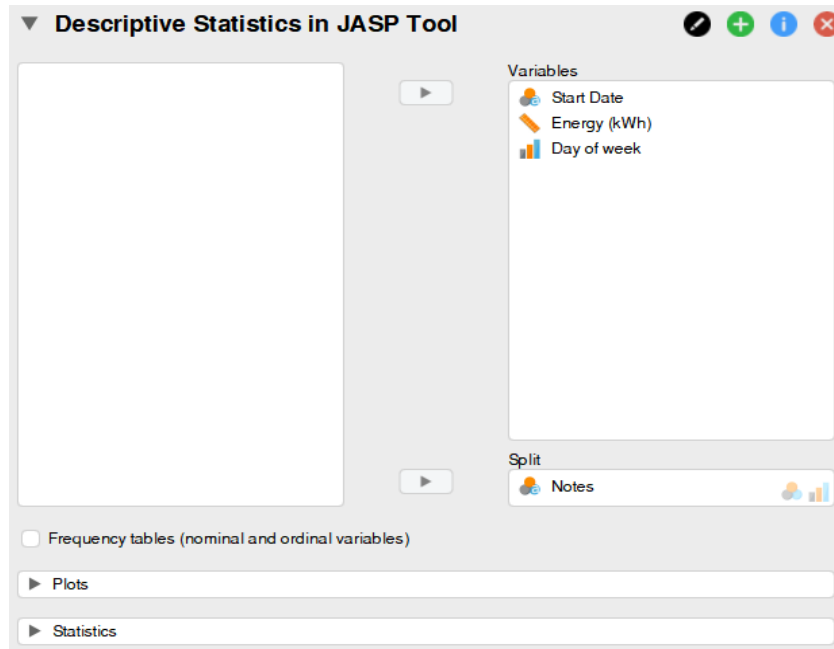 Descriptive Statistics in JASP Tool
Variables
Start Date
Energy (kWh)
Day of week
Split
Notes
Frequency tables (nominal and ordinal variables)
Plots
Statistics